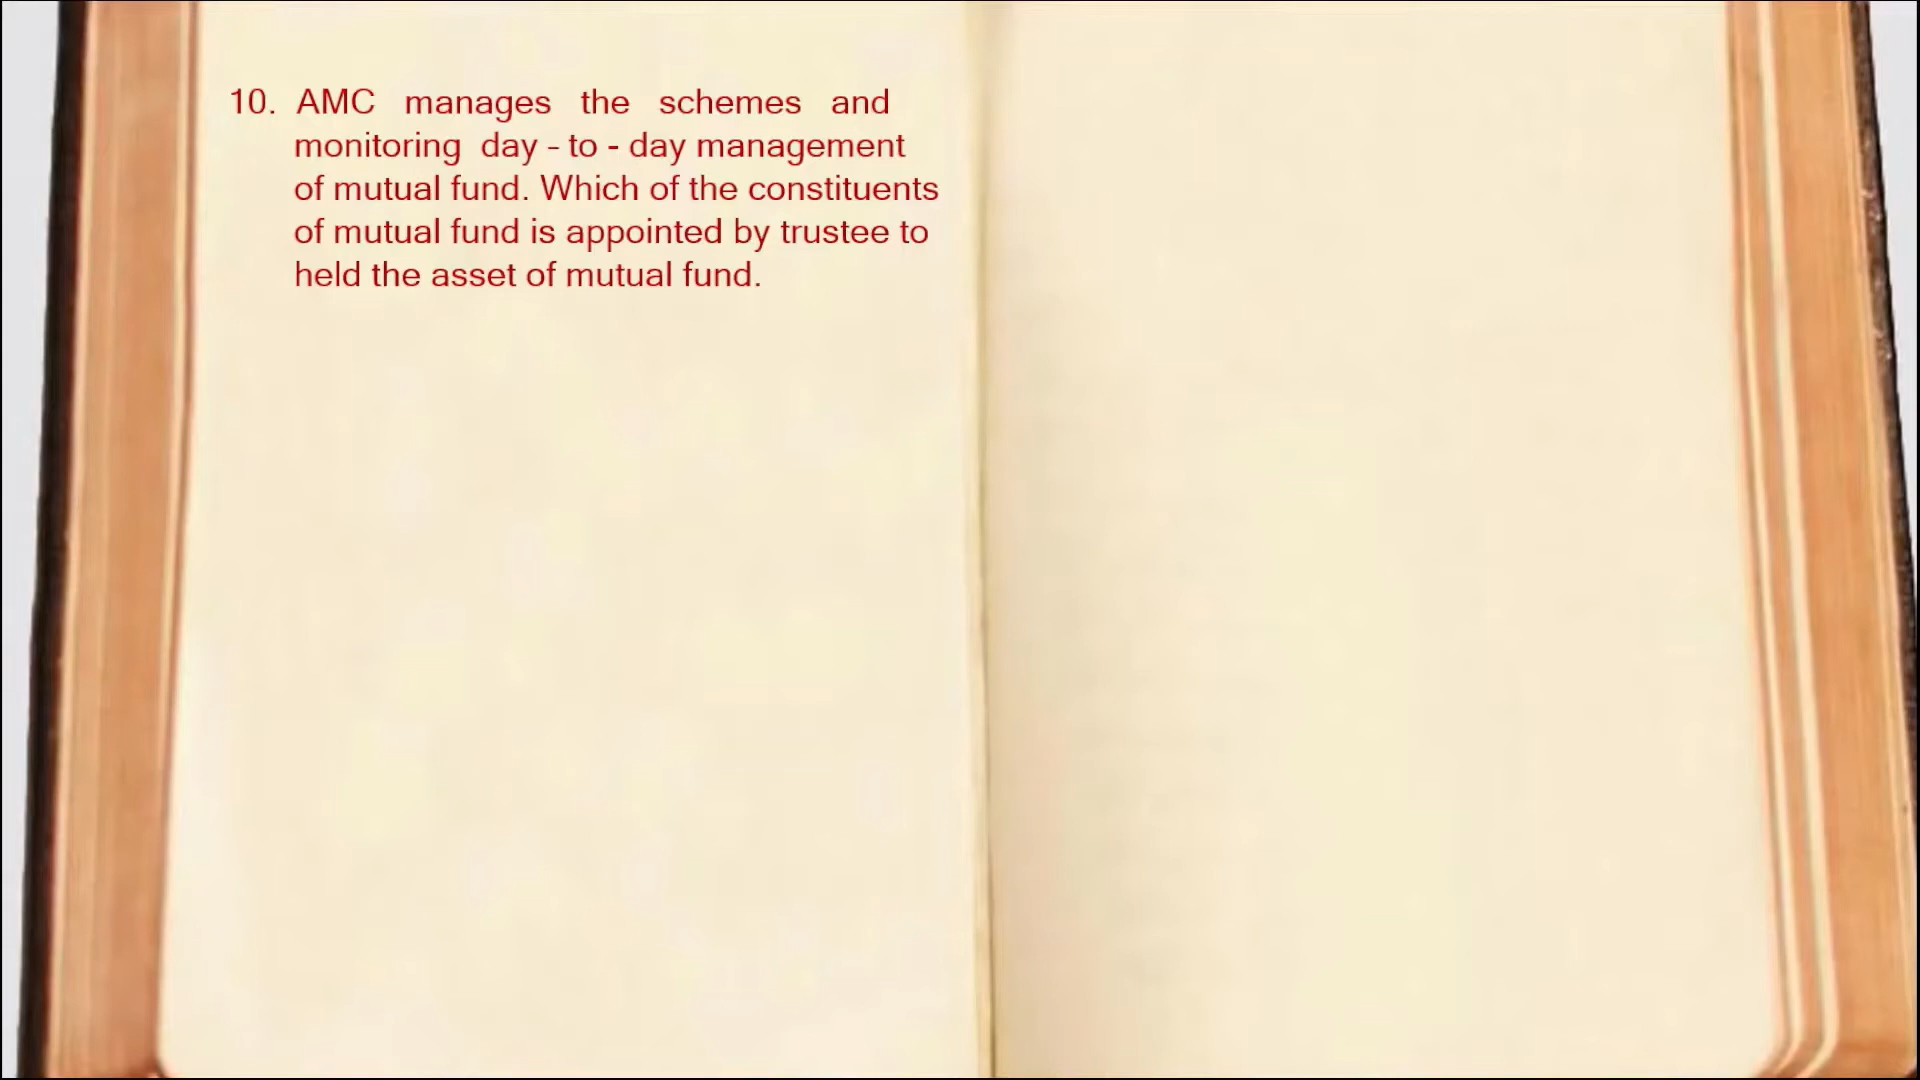 10. AMC manages the schemes and
monitoring day - to - day management
of mutual fund. Which of the constituents
of mutual fund is appointed by trustee to
held the asset of mutual fund.